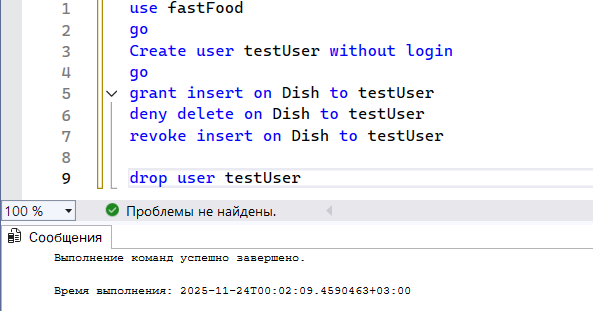 1 use fastFood
2 go
3 Create user testUser without login
4 go
5 grant insert on Dish to testUser
6 deny delete on Dish to testUser
7 revoke insert on Dish to testUser
8
9 drop user testUser
100 % Проблемы не найдены.
Сообщения
Выполнение команд успешно завершено.
Время выполнения: 2025-11-24T00:02:09.4590463+03:00